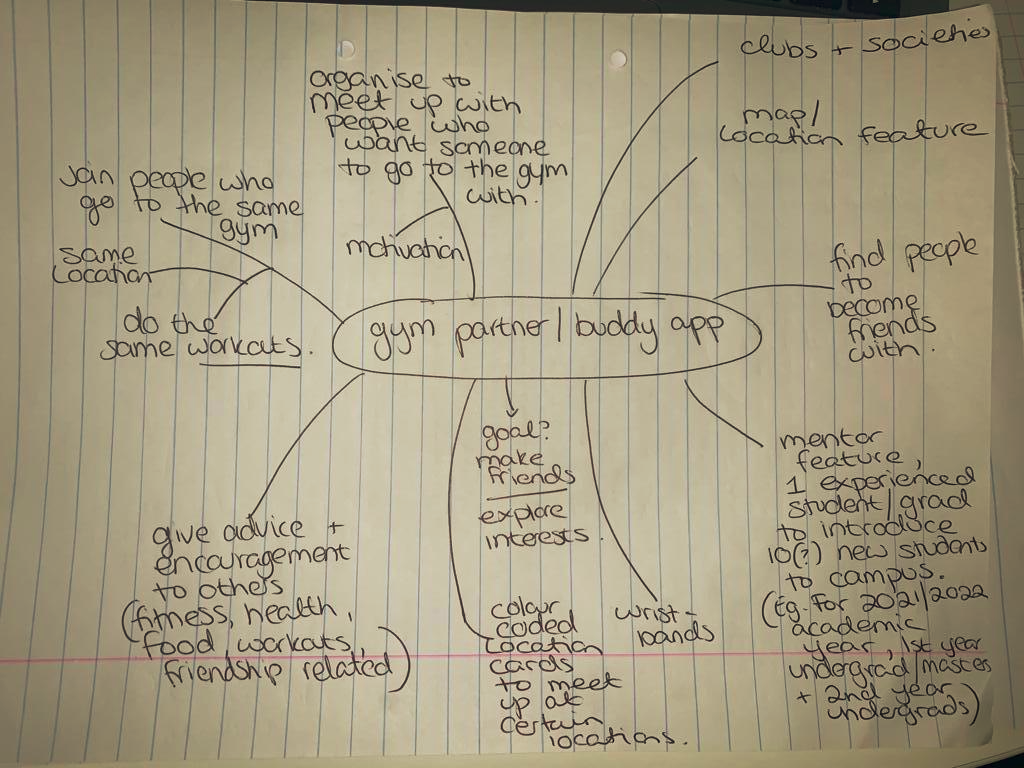 clubs + societies
map/
location feature
organise to
meet up with
people who
want someone
to go to the gym
with.
motivation
join people who
go to the same
gym
same
location
do the
same workouts.
gym partner/buddy app
find people
to
become
friends
with.
goal?
make
friends
explore
interests.
mentor
feature,
1 experienced
student/grad
to introduce
10(?) new students
to campus.
(Eg. for 2021/2022
academic
year, 1st year
undergrad/masters
+ 2nd year
undergrads)
give advice +
encouragement
to others
(fitness, health,
food, workouts,
friendship related)
colour
coded
location
cards
to meet
up at
certain
locations.
wrist-
bands